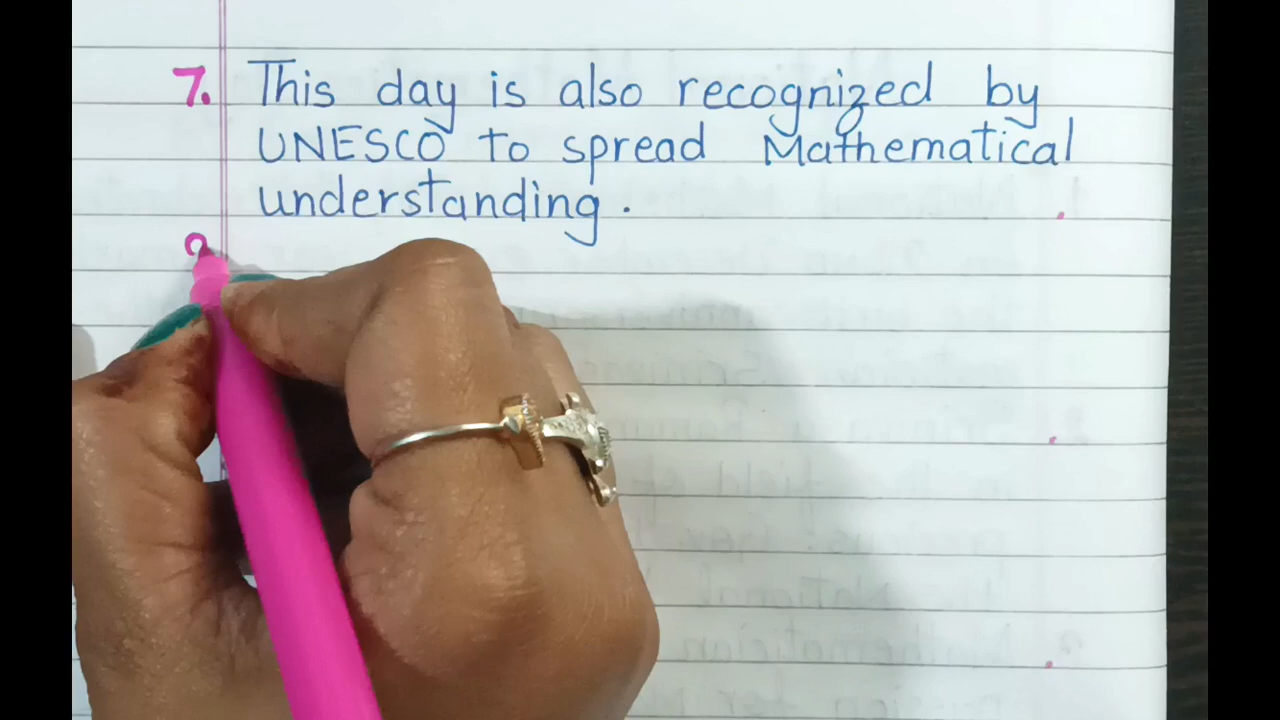 7. This day is also recognized by
UNESCO to spread Mathematical
understanding.